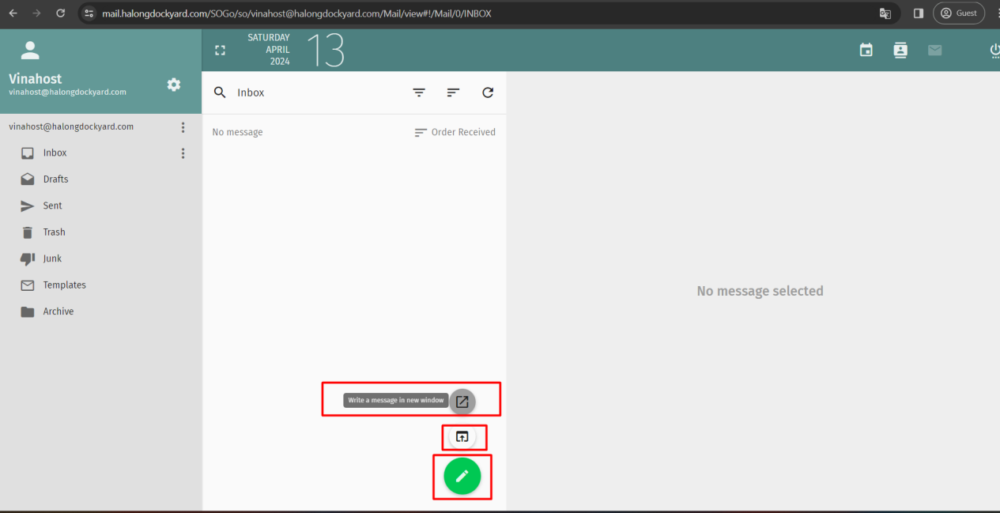 mail.halongdockyard.com/SOGo/so/vinahost@halongdockyard.com/Mail/view#!/Mail/0/INBOX
Guest
Vinahost
vinahost@halongdockyard.com
SATURDAY
APRIL
2024
13
vinahost@halongdockyard.com
Inbox
Drafts
Sent
Trash
Junk
Templates
Archive
Inbox
No message
Order Received
Write a message in new window
No message selected